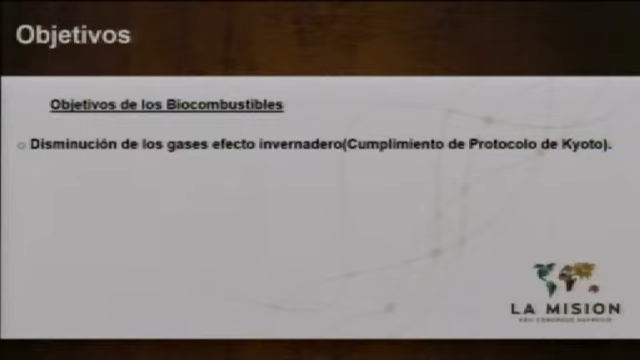 Objetivos
Objetivos de los Biocombustibles
Disminución de los gases efecto invernadero(Cumplimiento de Protocolo de Kyoto).
LA MISION